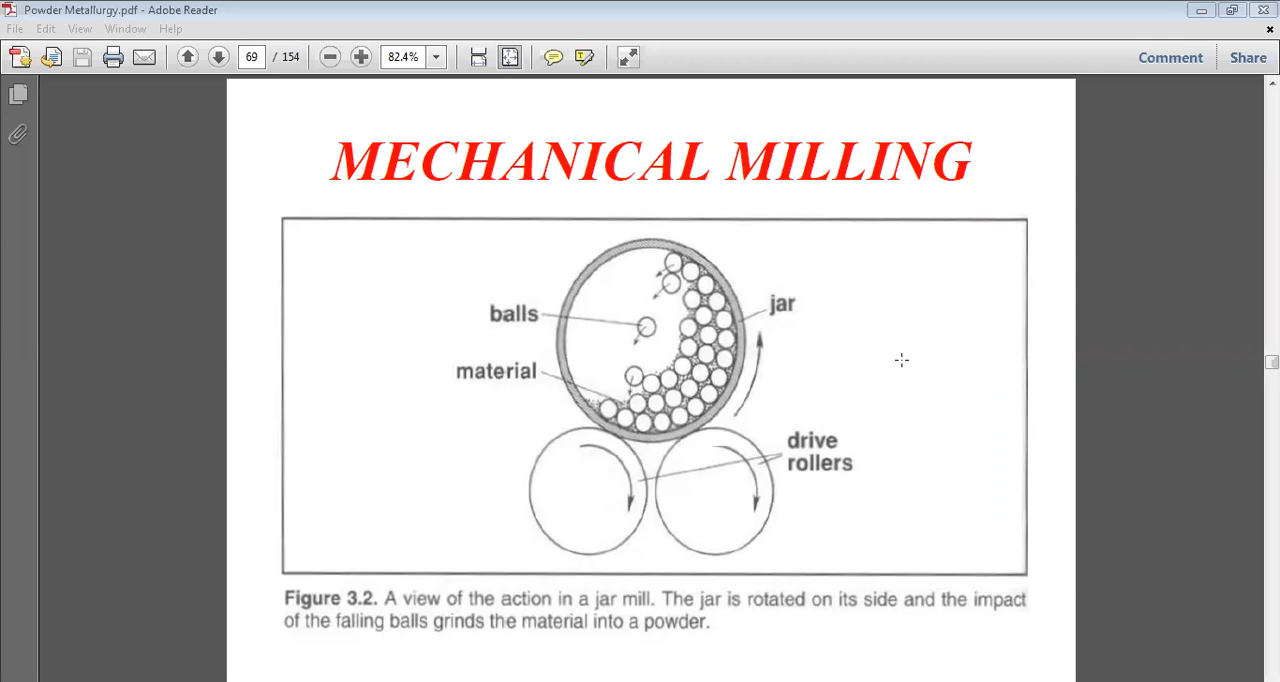 Powder Metallurgy.pdf - Adobe Reader
File Edit View Window Help
69 / 154 82.4% Comment Share
MECHANICAL MILLING
balls
jar
material
drive
rollers
Figure 3.2. A view of the action in a jar mill. The jar is rotated on its side and the impact
of the falling balls grinds the material into a powder.